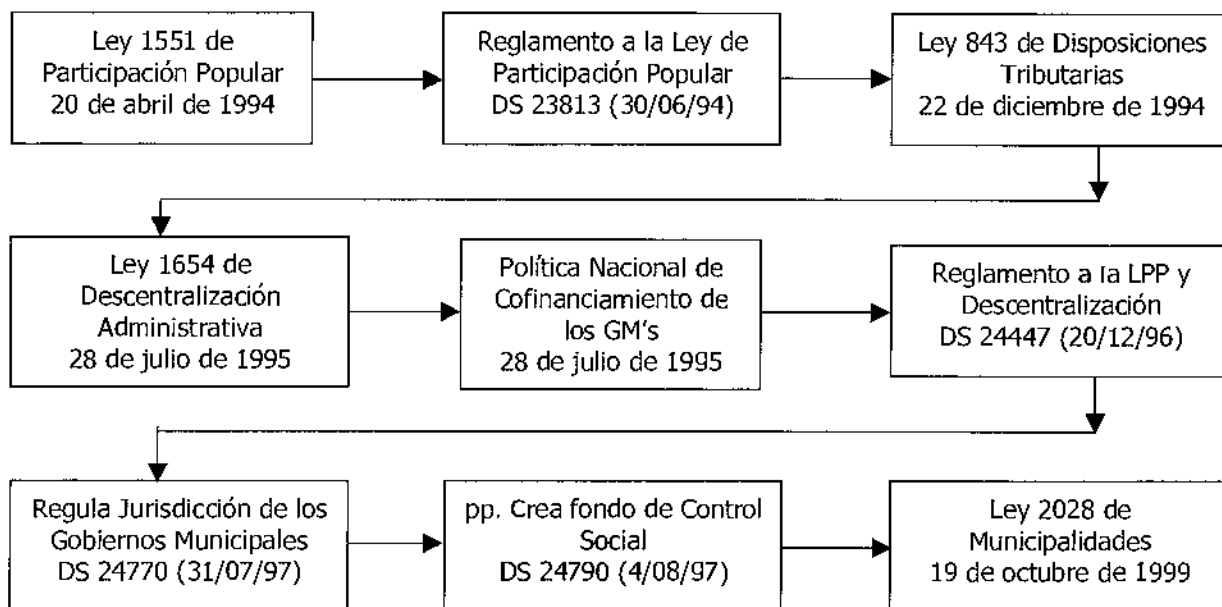 Ley 1551 de
Participación Popular
20 de abril de 1994
Reglamento a la Ley de
Participación Popular
DS 23813 (30/06/94)
Ley 843 de Disposiciones
Tributarias
22 de diciembre de 1994
Ley 1654 de
Descentralización
Administrativa
28 de julio de 1995
Política Nacional de
Cofinanciamiento de
los GM's
28 de julio de 1995
Reglamento a la LPP y
Descentralización
DS 24447 (20/12/96)
Regula Jurisdicción de los
Gobiernos Municipales
DS 24770 (31/07/97)
pp. Crea fondo de Control
Social
DS 24790 (4/08/97)
Ley 2028 de
Municipalidades
19 de octubre de 1999